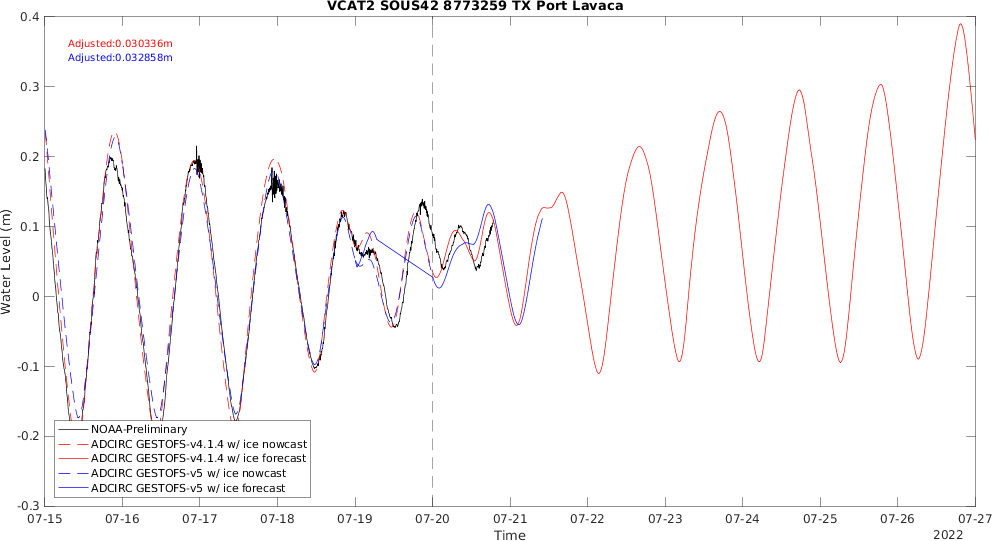 VCAT2 SOUS42 8773259 TX Port Lavaca
Adjusted:0.030336m
Adjusted:0.032858m
0.4
0.3
0.2
0.1
0
-0.1
-0.2
-0.3
Water Level (m)
NOAA-Preliminary
ADCIRC GESTOFS-v4.1.4 w/ ice nowcast
ADCIRC GESTOFS-v4.1.4 w/ ice forecast
ADCIRC GESTOFS-v5 w/ ice nowcast
ADCIRC GESTOFS-v5 w/ ice forecast
07-15 07-16 07-17 07-18 07-19 07-20 07-21 07-22 07-23 07-24 07-25 07-26 07-27
Time
2022